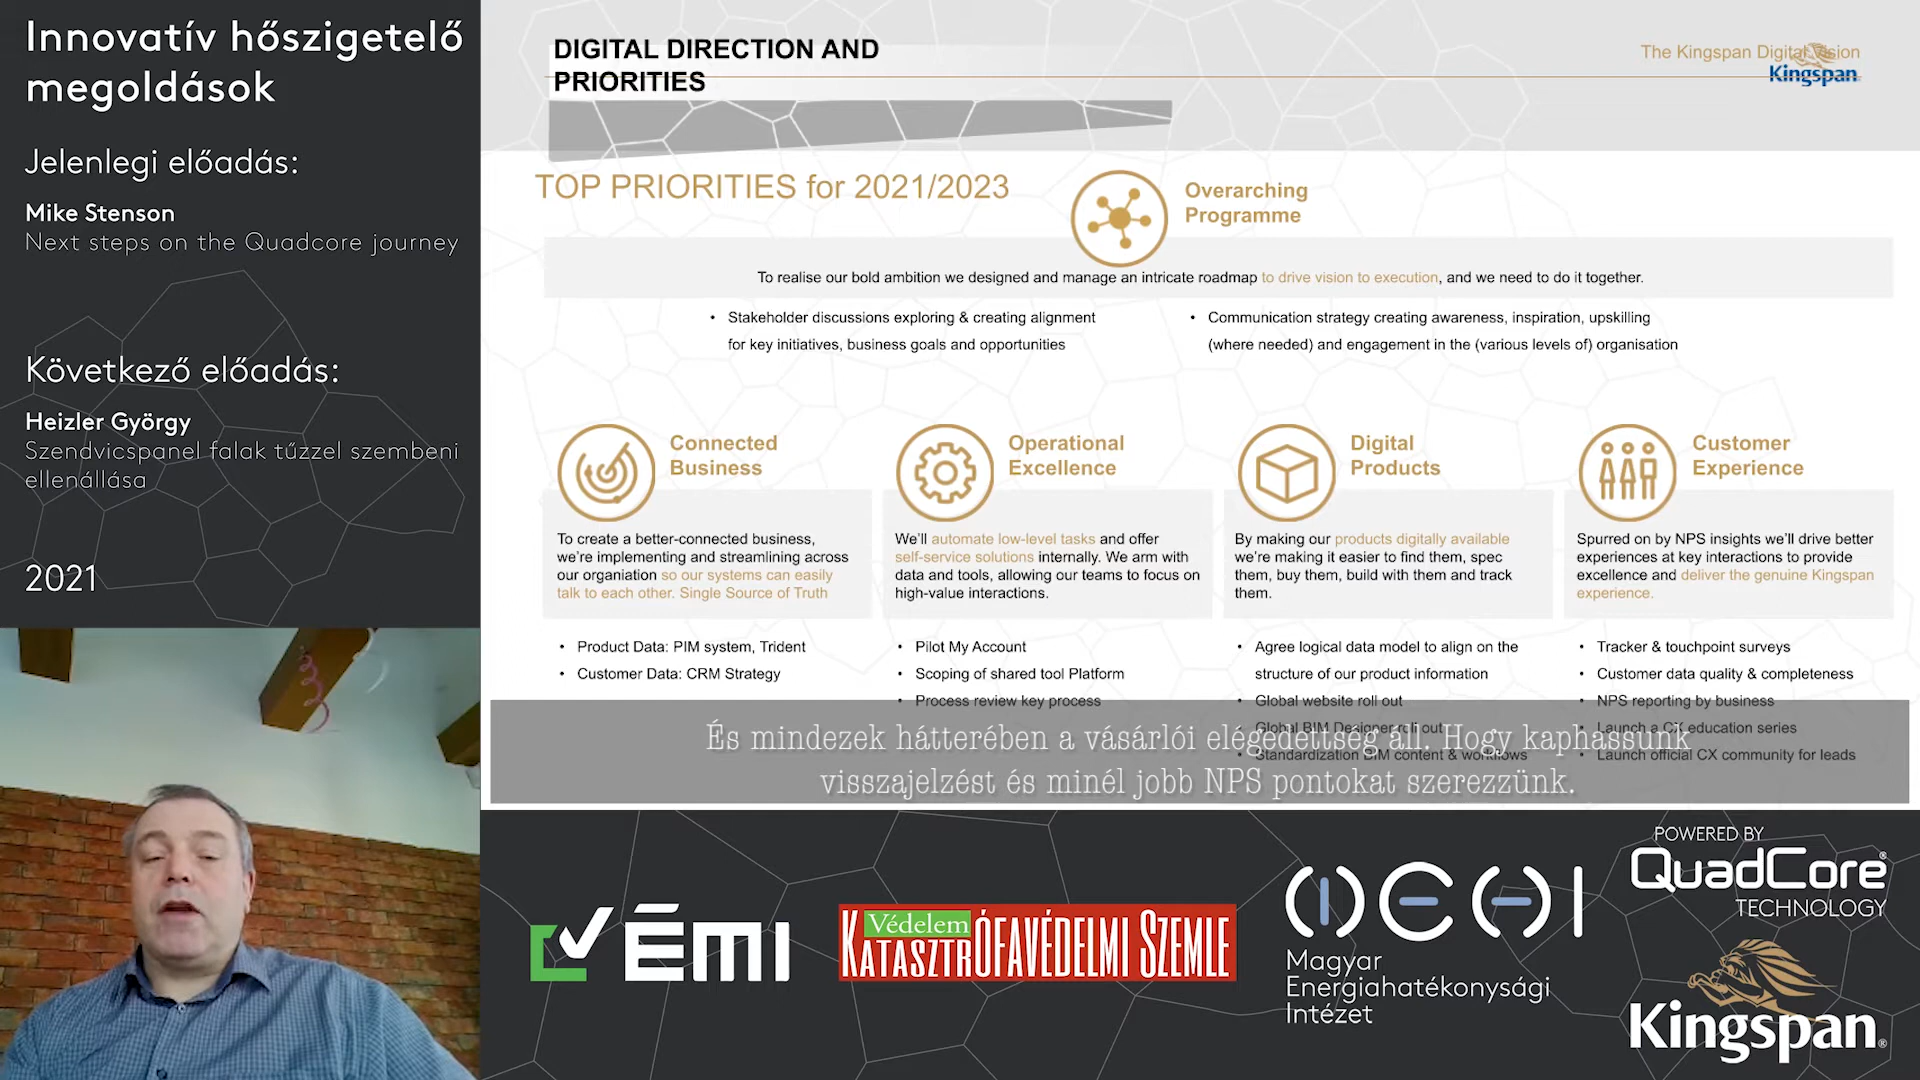 Innovatív hőszigetelő
megoldások
Jelenlegi előadás:
Mike Stenson
Next steps on the Quadcore journey
Következő előadás:
Heizler György
Szendvicspanel falak tűzzel szembeni
ellenállása
2021
DIGITAL DIRECTION AND
PRIORITIES
The Kingspan Digital Vision
Kingspan
TOP PRIORITIES for 2021/2023
Overarching
Programme
To realise our bold ambition we designed and manage an intricate roadmap to drive vision to execution, and we need to do it together.
• Stakeholder discussions exploring & creating alignment
for key initiatives, business goals and opportunities
• Communication strategy creating awareness, inspiration, upskilling
(where needed) and engagement in the (various levels of) organisation
Connected
Business
To create a better-connected business,
we're implementing and streamlining across
our organiation so our systems can easily
talk to each other. Single Source of Truth
• Product Data: PIM system, Trident
• Customer Data: CRM Strategy
Operational
Excellence
We'll automate low-level tasks and offer
self-service solutions internally. We arm with
data and tools, allowing our teams to focus on
high-value interactions.
• Pilot My Account
• Scoping of shared tool Platform
• Process review key process
Digital
Products
By making our products digitally available
we're making it easier to find them, spec
them, buy them, build with them and track
them.
• Agree logical data model to align on the
structure of our product information
• Global website roll out
• Global BIM Designer roll out
• Standardization BIM content & workflows
Customer
Experience
Spurred on by NPS insights we'll drive better
experiences at key interactions to provide
excellence and deliver the genuine Kingspan
experience.
• Tracker & touchpoint surveys
• Customer data quality & completeness
• NPS reporting by business
• Launch a CX education series
• Launch official CX community for leads
És mindezek hátterében a vásárlói elégedettség áll. Hogy kaphassunk
visszajelzést és minél jobb NPS pontokat szerezzünk.
ÉMI
Védelem
KATASZTRÓFAVÉDELMI SZEMLE
MEHI
Magyar
Energiahatékonysági
Intézet
POWERED BY
QuadCore®
TECHNOLOGY
Kingspan®